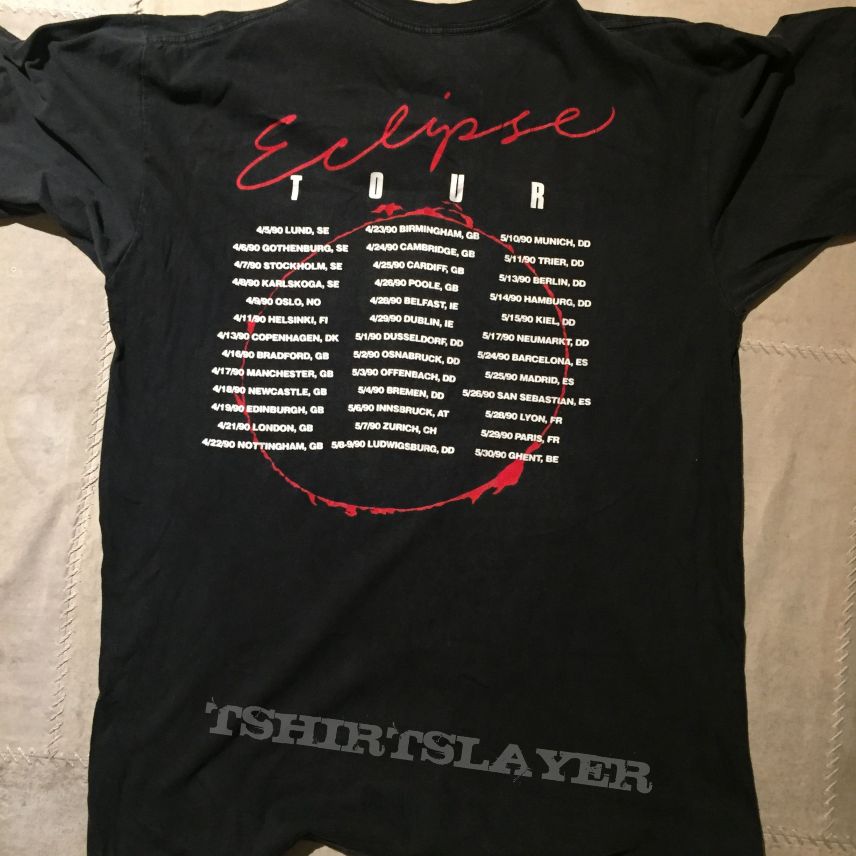 Eclipse
TOUR
4/5/90 LUND, SE
4/6/90 GOTHENBURG, SE
4/7/90 STOCKHOLM, SE
4/8/90 KARLSKOGA, SE
4/9/90 OSLO, NO
4/11/90 HELSINKI, FI
4/13/90 COPENHAGEN, DK
4/16/90 BRADFORD, GB
4/17/90 MANCHESTER, GB
4/18/90 NEWCASTLE, GB
4/19/90 EDINBURGH, GB
4/21/90 LONDON, GB
4/22/90 NOTTINGHAM, GB
4/23/90 BIRMINGHAM, GB
4/24/90 CAMBRIDGE, GB
4/25/90 CARDIFF, GB
4/26/90 POOLE, GB
4/28/90 BELFAST, IE
4/29/90 DUBLIN, IE
5/1/90 DUSSELDORF, DD
5/2/90 OSNABRUCK, DD
5/3/90 OFFENBACH, DD
5/4/90 BREMEN, DD
5/6/90 INNSBRUCK, AT
5/7/90 ZURICH, CH
5/8-9/90 LUDWIGSBURG, DD
5/10/90 MUNICH, DD
5/11/90 TRIER, DD
5/13/90 BERLIN, DD
5/14/90 HAMBURG, DD
5/15/90 KIEL, DD
5/17/90 NEUMARKT, DD
5/24/90 BARCELONA, ES
5/25/90 MADRID, ES
5/26/90 SAN SEBASTIAN, ES
5/28/90 LYON, FR
5/29/90 PARIS, FR
5/30/90 GHENT, BE
TSHIRTSLAYER